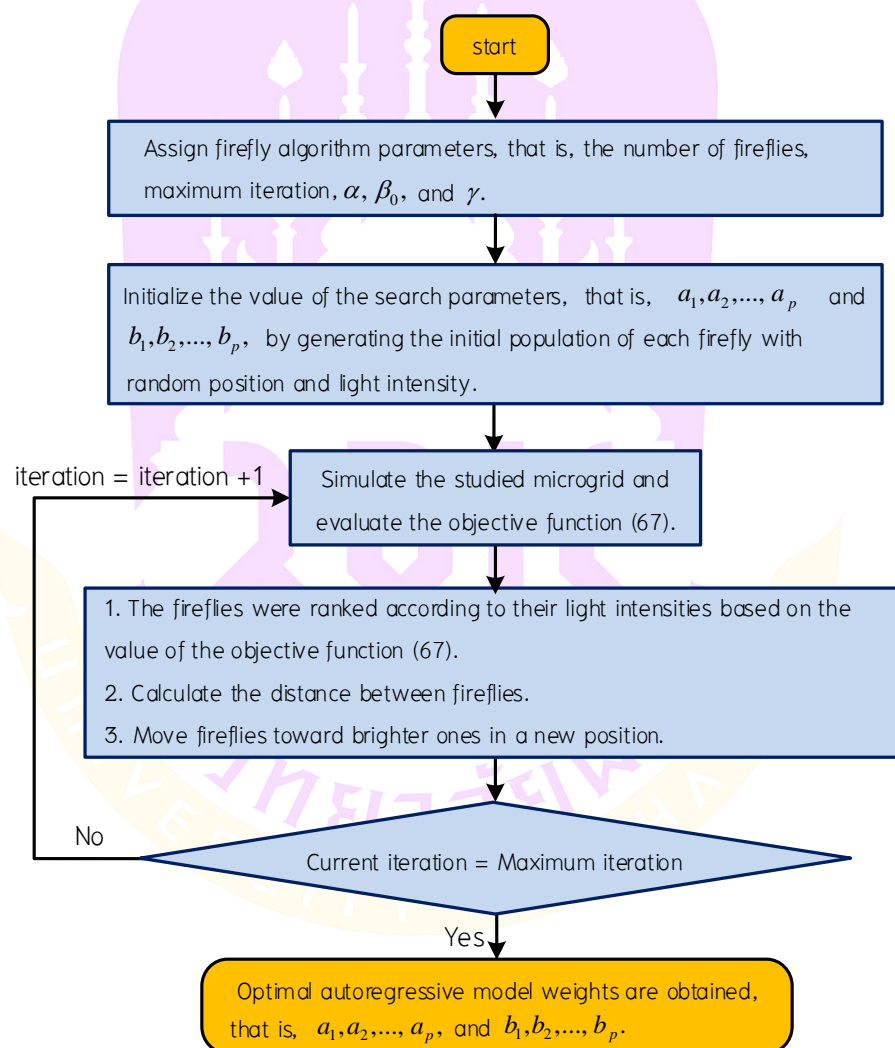 start
Assign firefly algorithm parameters, that is, the number of fireflies,
maximum iteration, α, β₀, and γ.
Initialize the value of the search parameters, that is, a₁,a₂,..., aₚ and
b₁,b₂,..., bₚ, by generating the initial population of each firefly with
random position and light intensity.
iteration = iteration +1
Simulate the studied microgrid and
evaluate the objective function (67).
1. The fireflies were ranked according to their light intensities based on the
value of the objective function (67).
2. Calculate the distance between fireflies.
3. Move fireflies toward brighter ones in a new position.
No
Current iteration = Maximum iteration
Yes
Optimal autoregressive model weights are obtained,
that is, a₁,a₂,..., aₚ, and b₁,b₂,..., bₚ.